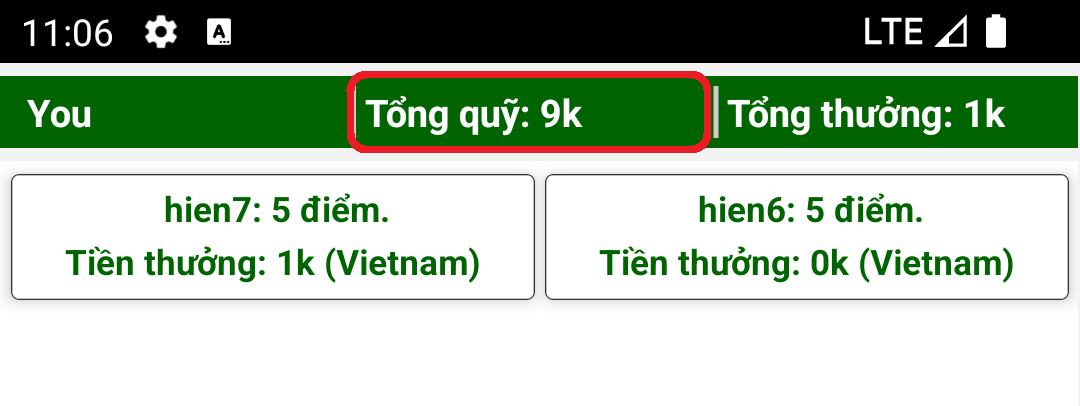 11:06 LTE
You Tổng quỹ: 9k Tổng thưởng: 1k
hien7: 5 điểm.
Tiền thưởng: 1k (Vietnam)
hien6: 5 điểm.
Tiền thưởng: 0k (Vietnam)